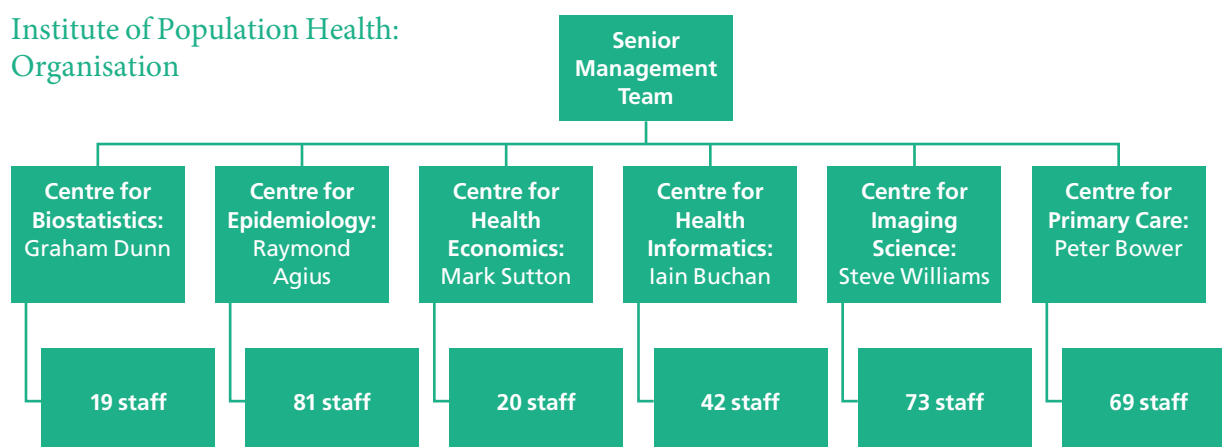 Institute of Population Health:
Organisation
Senior
Management
Team
Centre for
Biostatistics:
Graham Dunn
Centre for
Epidemiology:
Raymond
Agius
Centre for
Health
Economics:
Mark Sutton
Centre for
Health
Informatics:
Iain Buchan
Centre for
Imaging
Science:
Steve Williams
Centre for
Primary Care:
Peter Bower
19 staff
81 staff
20 staff
42 staff
73 staff
69 staff